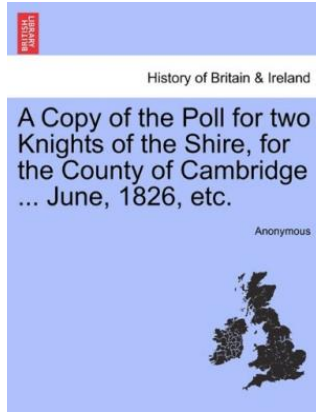 BRITISH
LIBRARY
History of Britain & Ireland
A Copy of the Poll for two
Knights of the Shire, for
the County of Cambridge
... June, 1826, etc.
Anonymous